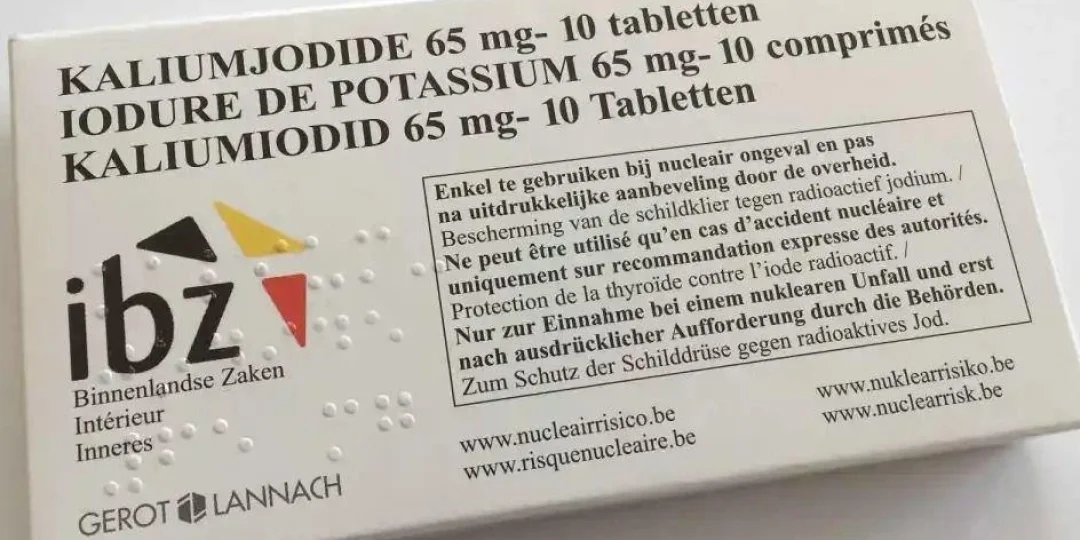 KALIUMJODIDE 65 mg- 10 tabletten
IODURE DE POTASSIUM 65 mg- 10 comprimés
KALIUMIODID 65 mg- 10 Tabletten
Enkel te gebruiken bij nucleair ongeval en pas
na uitdrukkelijke aanbeveling door de overheid.
Bescherming van de schildklier tegen radioactief jodium. /
Ne peut être utilisé qu'en cas d'accident nucléaire et
uniquement sur recommandation expresse des autorités.
Protection de la thyroïde contre l'iode radioactif. /
Nur zur Einnahme bei einem nuklearen Unfall und erst
nach ausdrücklicher Aufforderung durch die Behörden.
Zum Schutz der Schilddrüse gegen radioaktives Jod.
ibz
Binnenlandse Zaken
Intérieur
Inneres
www.nucleairrisico.be
www.risquenucleaire.be
www.nuklearrisiko.be
www.nuclearrisk.be
GEROT LANNACH